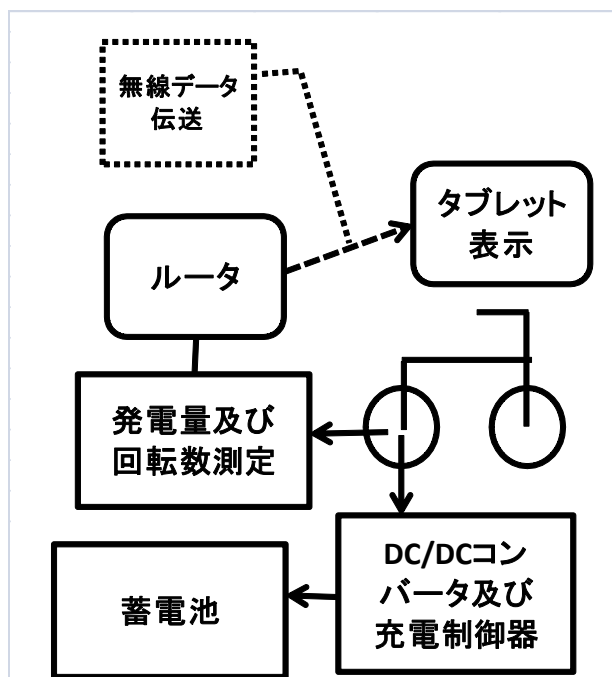 無線データ
伝送
タブレット
表示
ルータ
発電量及び
回転数測定
DC/DCコン
バータ及び
充電制御器
蓄電池